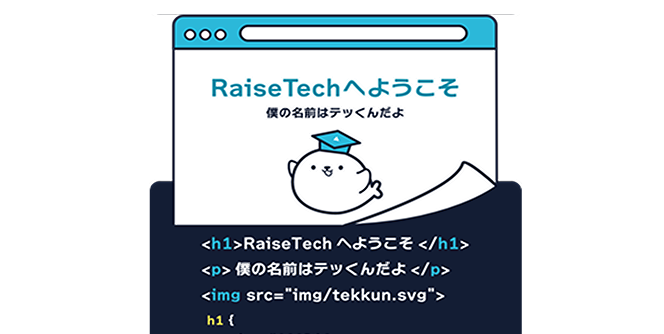 RaiseTechへようこそ
僕の名前はテッくんだよ
<h1>RaiseTech へようこそ </h1>
<p> 僕の名前はテッくんだよ </p>
<img src="img/tekkun.svg">
h1 {